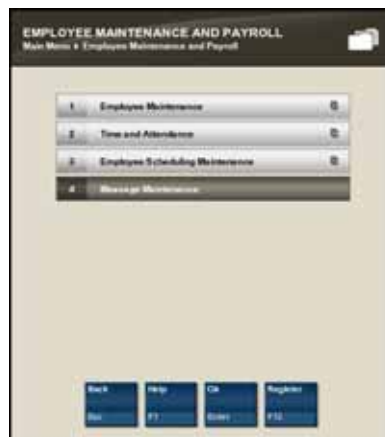 EMPLOYEE MAINTENANCE AND PAYROLL
Main Menu Employee Maintenance and Payroll
1 Employee Maintenance
2 Time and Attendance
3 Employee Scheduling Maintenance
4 Message Maintenance
Back Help Ok Register
Esc F1 Enter F12